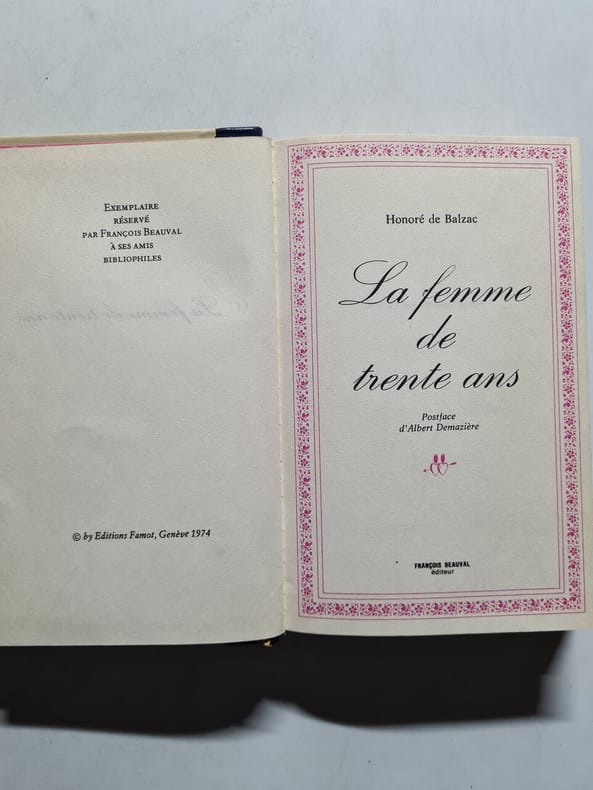 EXEMPLAIRE
RÉSERVÉ
PAR FRANÇOIS BEAUVAL
À SES AMIS
BIBLIOPHILES
© by Editions Famot, Genève 1974
Honoré de Balzac
La femme
de
trente ans
Postface
d'Albert Demazière
FRANÇOIS BEAUVAL
éditeur